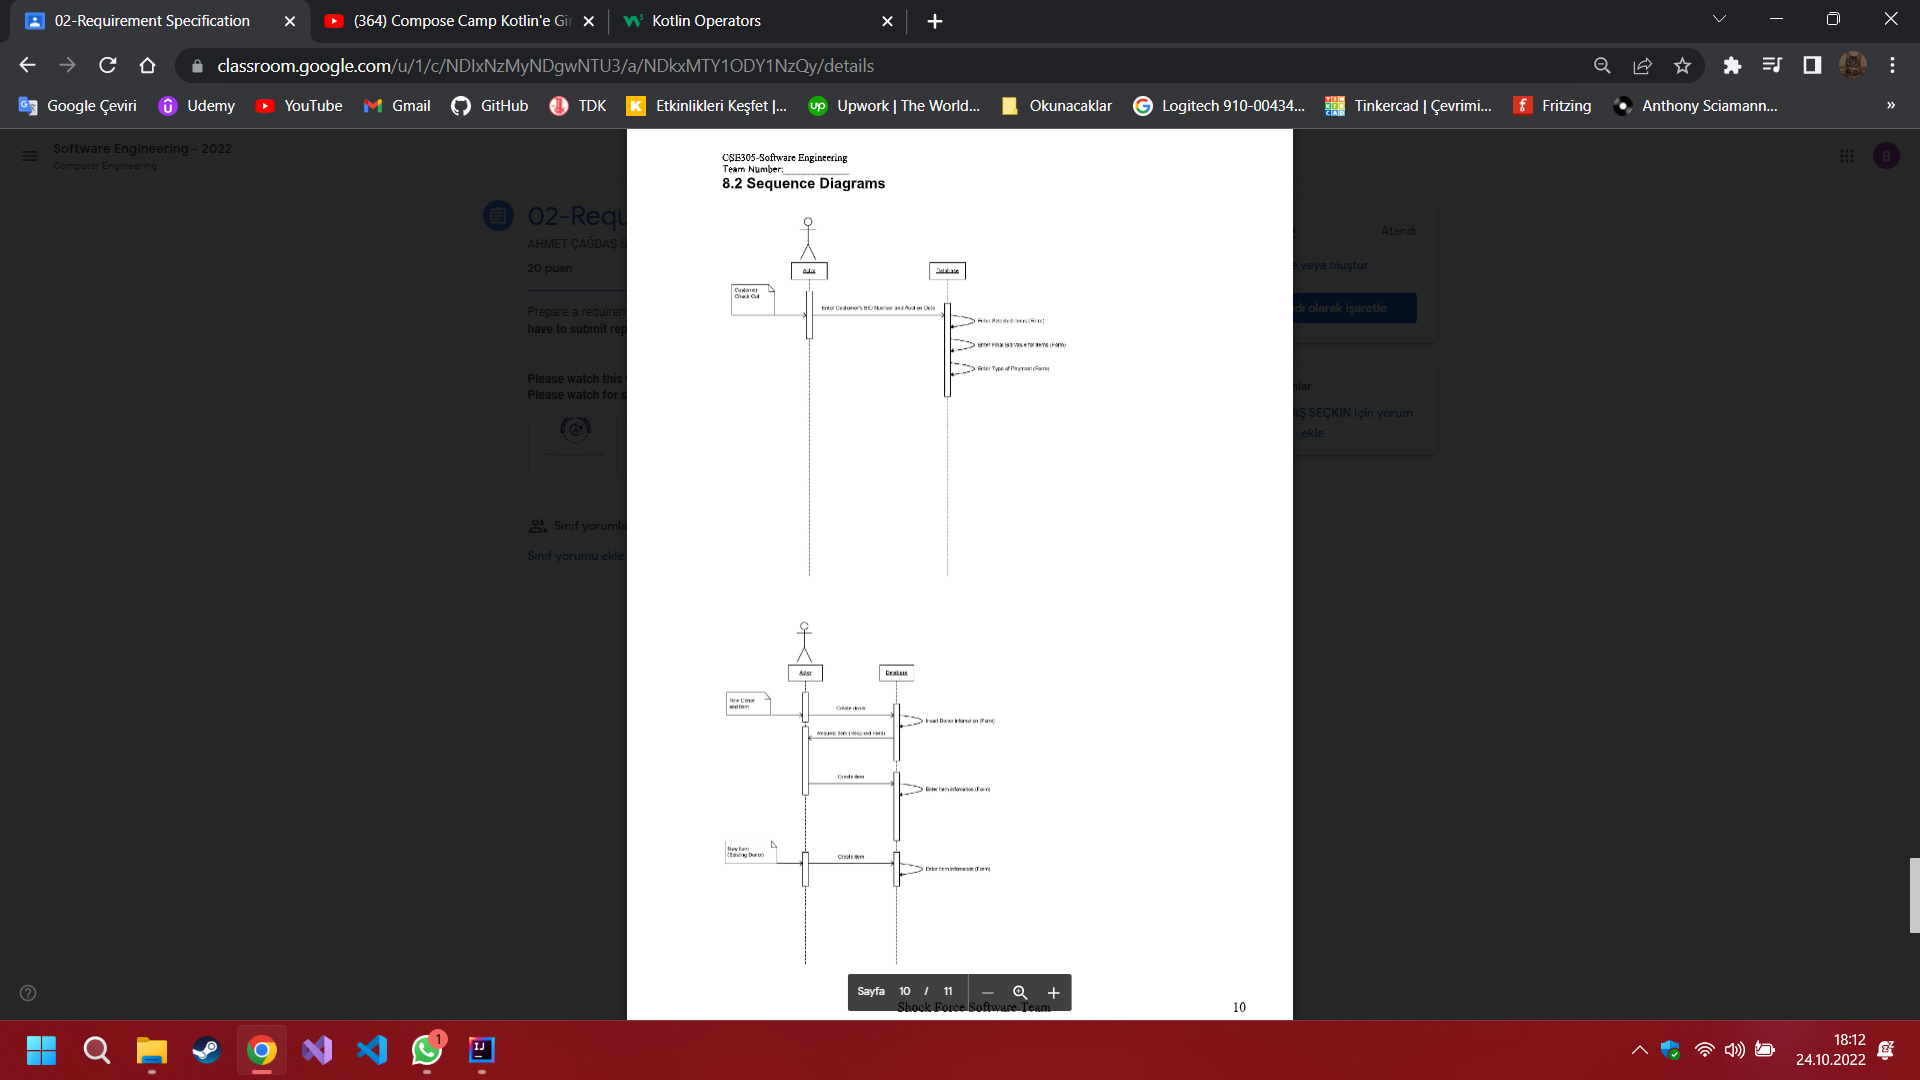 02-Requirement Specification
(364) Compose Camp Kotlin'e Gir
Kotlin Operators
classroom.google.com/u/1/c/NDIxNzMyNDgwNTU3/a/NDkxMTY1ODY1NzQy/details
Google Çeviri
Udemy
YouTube
Gmail
GitHub
TDK
Etkinlikleri Keşfet |...
Upwork | The World...
Okunacaklar
Logitech 910-00434...
Tinkercad | Çevrimi...
Fritzing
Anthony Sciamann...
»
Software Engineering - 2022
Computer Engineering
B
02-Requ
AHMET ÇAĞDAŞ S
20 puan
Prepare a requirem
have to submit rep
Please watch this
Please watch for s
Sınıf yorumla
Sınıf yorumu ekle
Atandı
e veya oluştur
dı olarak işaretle
nlar
AŞ SEÇKİN için yorum
ekle
CSE305-Software Engineering
Team Number:____________
8.2 Sequence Diagrams
Actor
Database
Customer
Check Out
Enter Customer's BID Number and Auction Date
Enter Selected Items (Form)
Enter Final Bid Value for Items (Form)
Enter Type of Payment (Form)
Actor
Database
New Donor
and Item
Create donor
Insert Donor Information (Form)
Request Item (Required Field)
Create item
Enter Item Information (Form)
New Item
(Existing Donor)
Create item
Enter Item Information (Form)
Sayfa 10 / 11
Shock Force Software Team
10
1
18:12
24.10.2022